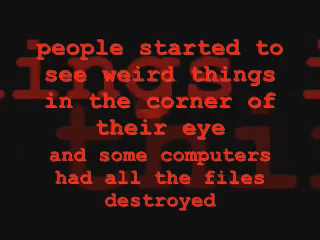 people started to
see weird things
in the corner of
their eye
and some computers
had all the files
destroyed